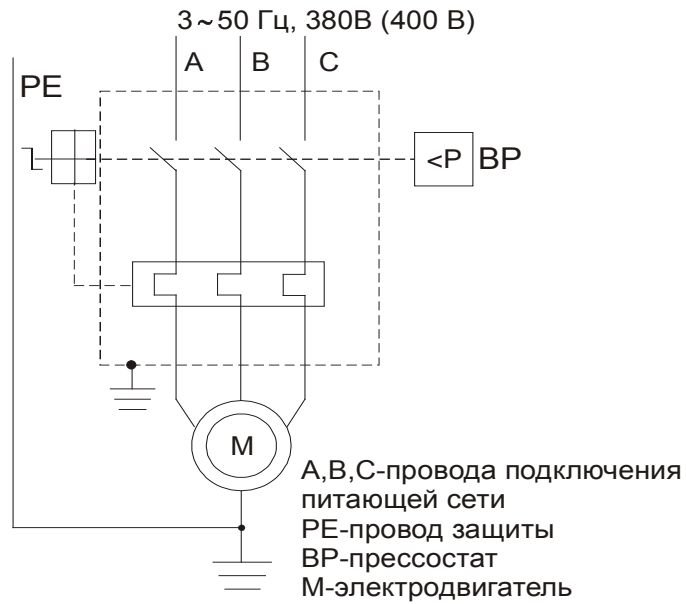 3~50 Гц, 380В (400 В)
A B C
PE
<P BP
M
A,B,C-провода подключения
питающей сети
PE-провод защиты
BP-прессостат
M-электродвигатель